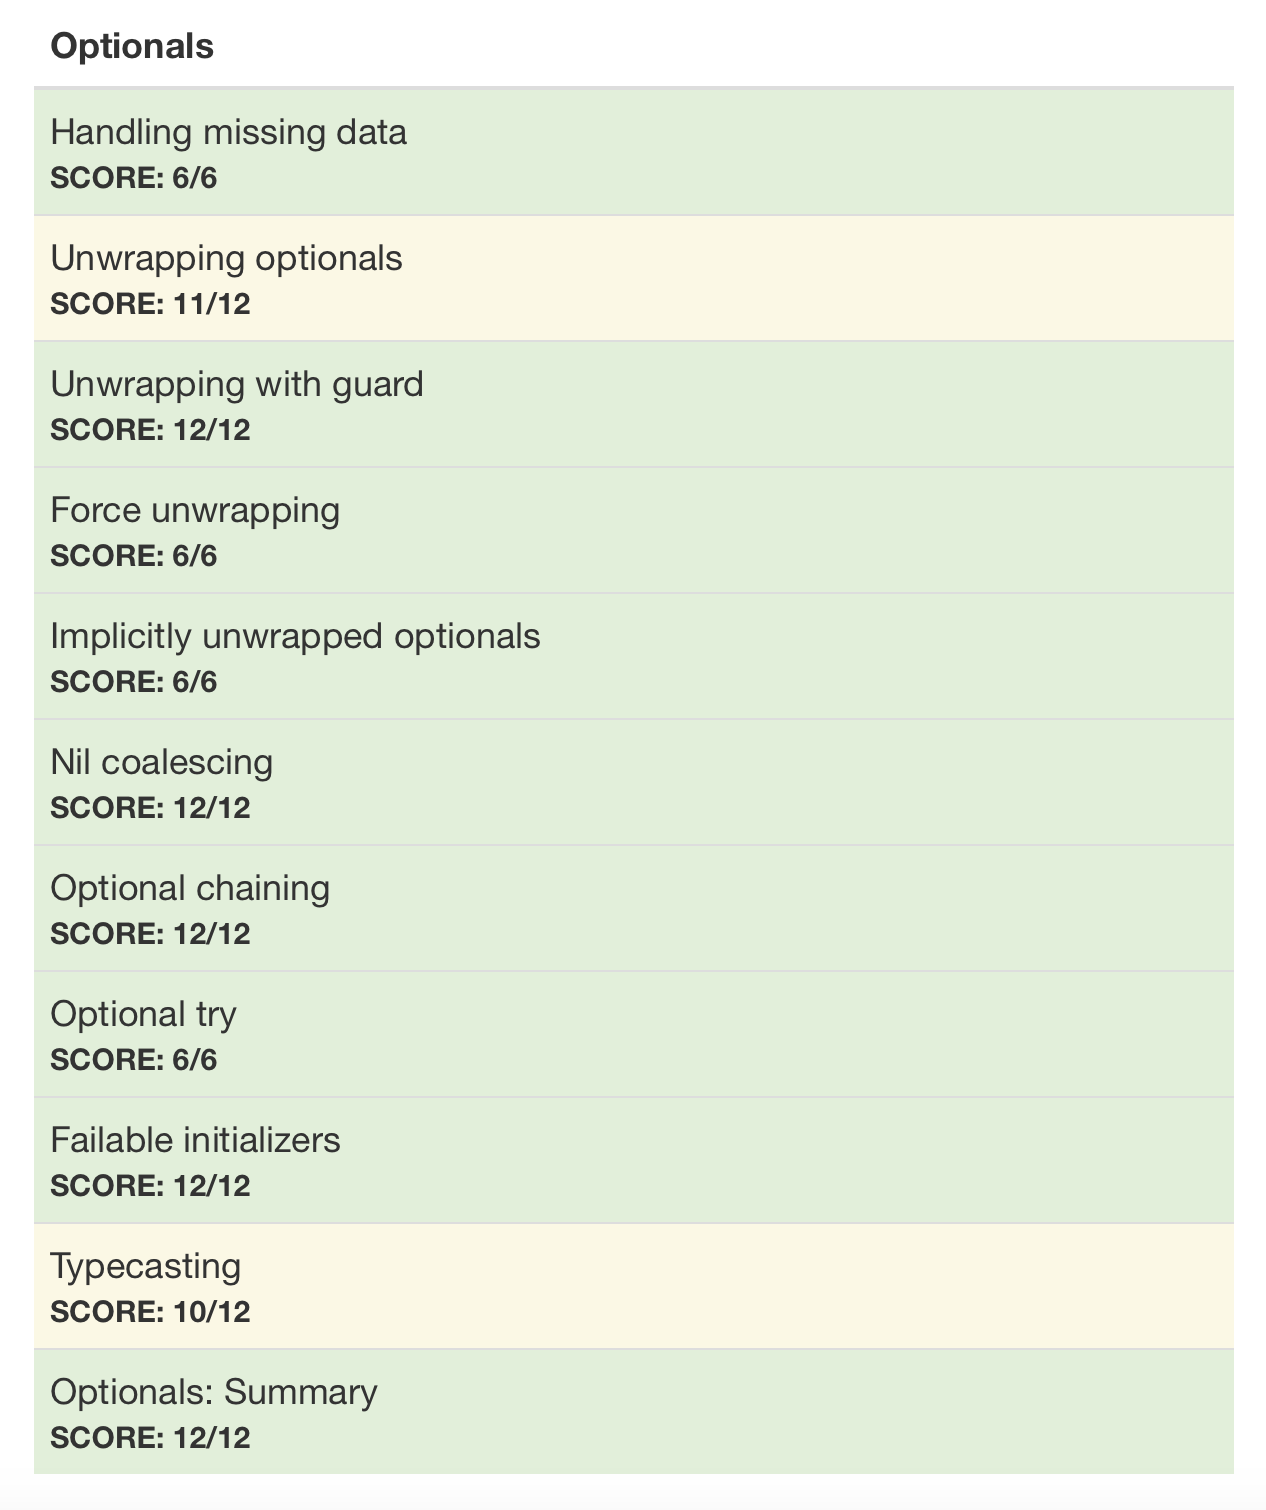 Optionals
Handling missing data
SCORE: 6/6
Unwrapping optionals
SCORE: 11/12
Unwrapping with guard
SCORE: 12/12
Force unwrapping
SCORE: 6/6
Implicitly unwrapped optionals
SCORE: 6/6
Nil coalescing
SCORE: 12/12
Optional chaining
SCORE: 12/12
Optional try
SCORE: 6/6
Failable initializers
SCORE: 12/12
Typecasting
SCORE: 10/12
Optionals: Summary
SCORE: 12/12